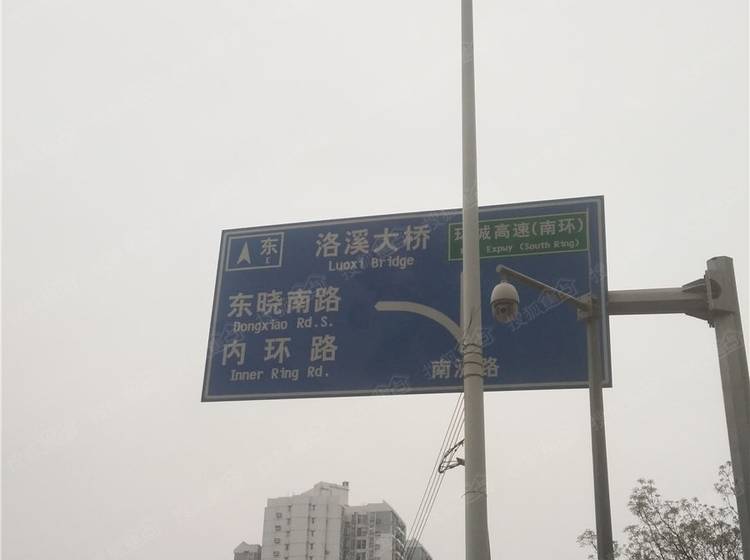 东
E
洛溪大桥
Luoxi Bridge
城高速(南环)
Expwy (South Ring)
东晓南路
Dongxiao Rd.S.
内环路
Inner Ring Rd.
南 路